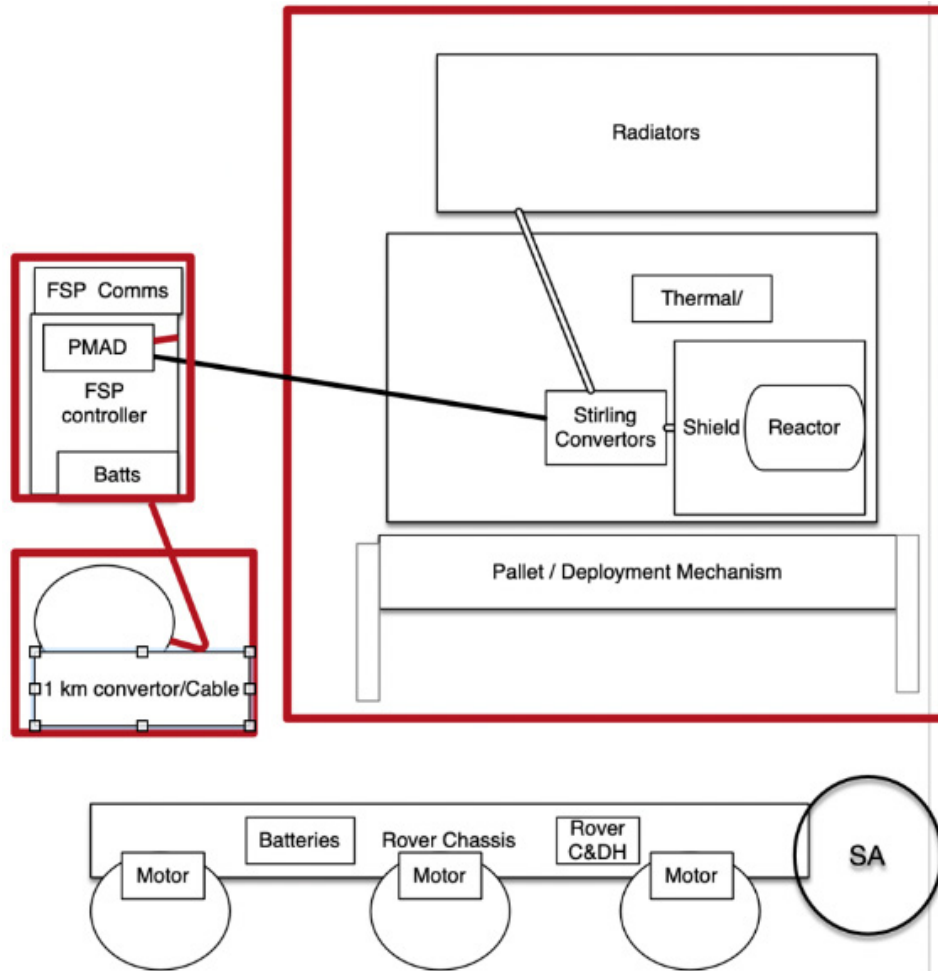 Radiators
FSP Comms
Thermal/
PMAD
FSP
controller
Stirling
Convertors
Shield
Reactor
Batts
Pallet / Deployment Mechanism
1 km convertor/Cable
Batteries
Rover Chassis
Rover
C&DH
SA
Motor
Motor
Motor